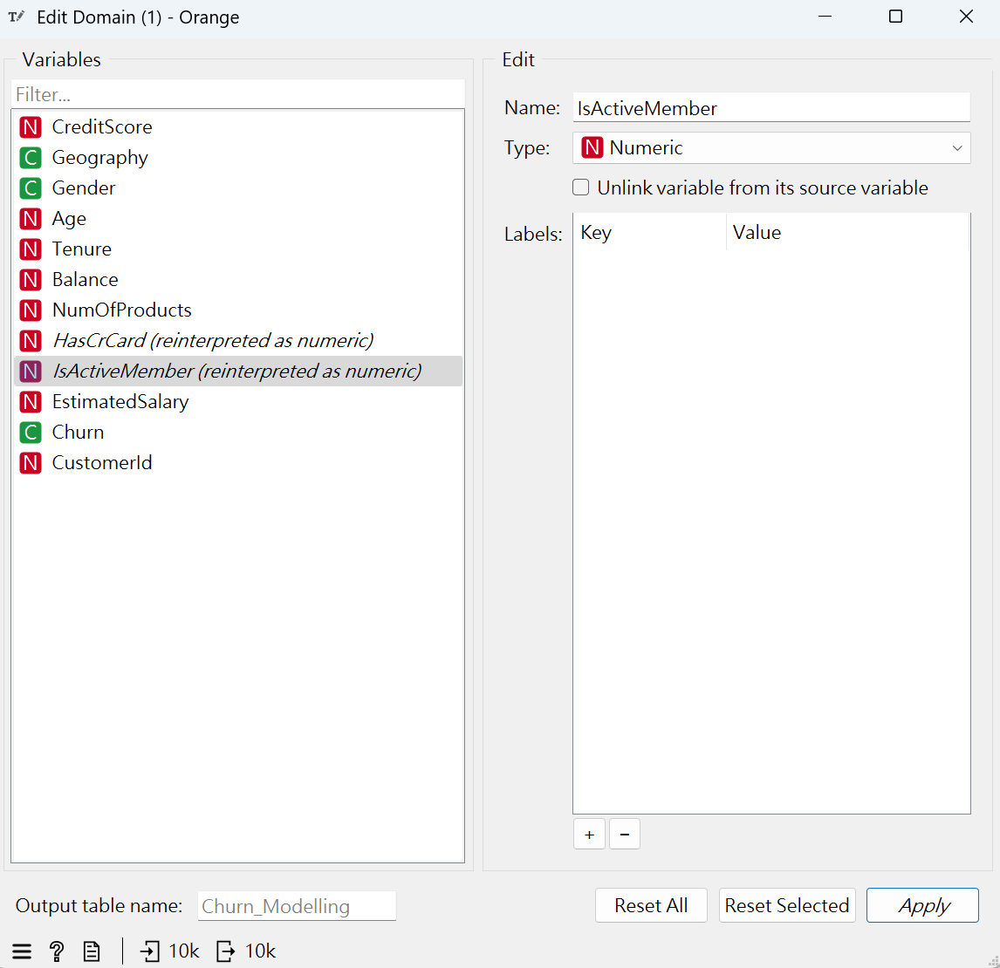 Edit Domain (1) - Orange
Variables
Filter...
N CreditScore
C Geography
C Gender
N Age
N Tenure
N Balance
N NumOfProducts
N HasCrCard (reinterpreted as numeric)
N IsActiveMember (reinterpreted as numeric)
N EstimatedSalary
C Churn
N CustomerId
Edit
Name: IsActiveMember
Type: N Numeric
Unlink variable from its source variable
Labels: Key Value
+ −
Output table name: Churn_Modelling
Reset All Reset Selected Apply
? 10k 10k